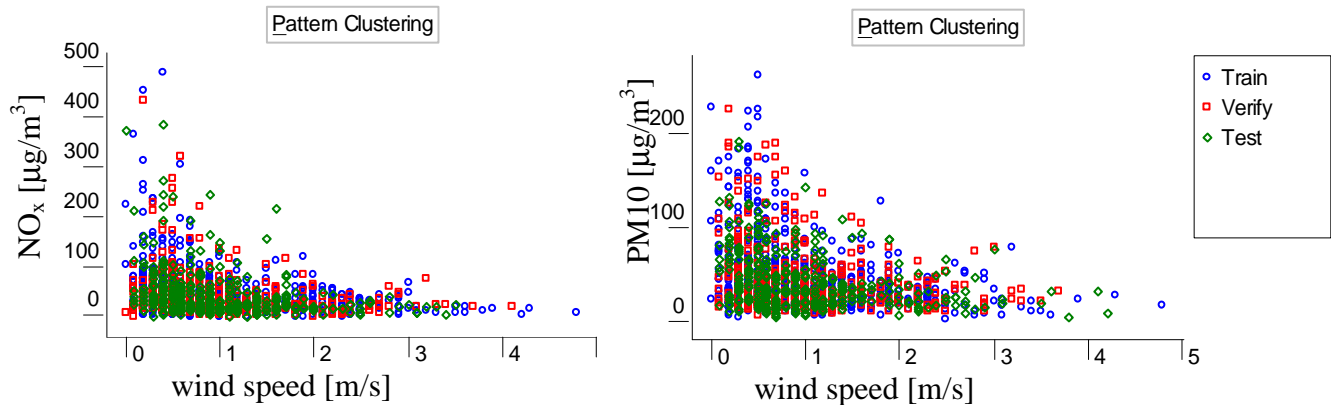 Pattern Clustering
500
400
300
200
100
0
NOx [µg/m³]
0 1 2 3 4
wind speed [m/s]
Pattern Clustering
200
100
0
PM10 [µg/m³]
0 1 2 3 4 5
wind speed [m/s]
Train
Verify
Test